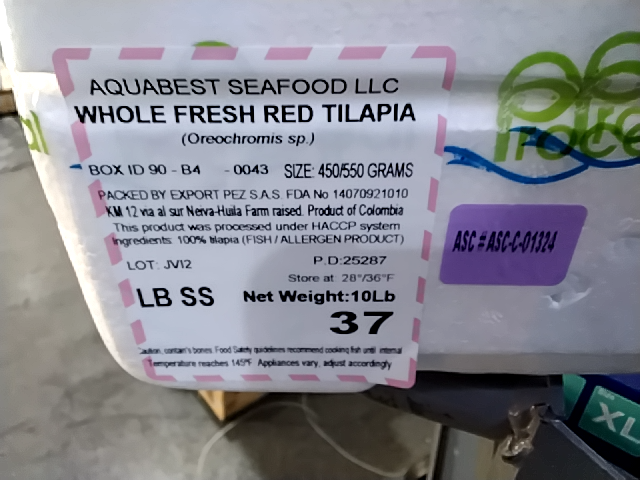 AQUABEST SEAFOOD LLC
WHOLE FRESH RED TILAPIA
(Oreochromis sp.)
BOX ID 90 - B4 - 0043 SIZE: 450/550 GRAMS
PACKED BY EXPORT PEZ S.A.S. FDA No 14070921010
KM 12 via al sur Neiva-Huila Farm raised. Product of Colombia
This product was processed under HACCP system
Ingredients: 100% tilapia (FISH / ALLERGEN PRODUCT)
LOT: JVI2 P.D:25287
Store at: 28°/36°F
LB SS Net Weight:10Lb
37
Caution, contain's bones. Food Safety guidelines recommend cooking fish until internal
Temperature reaches 145°F. Appliances vary, adjust accordingly
ASC # ASC-C-01324
XL